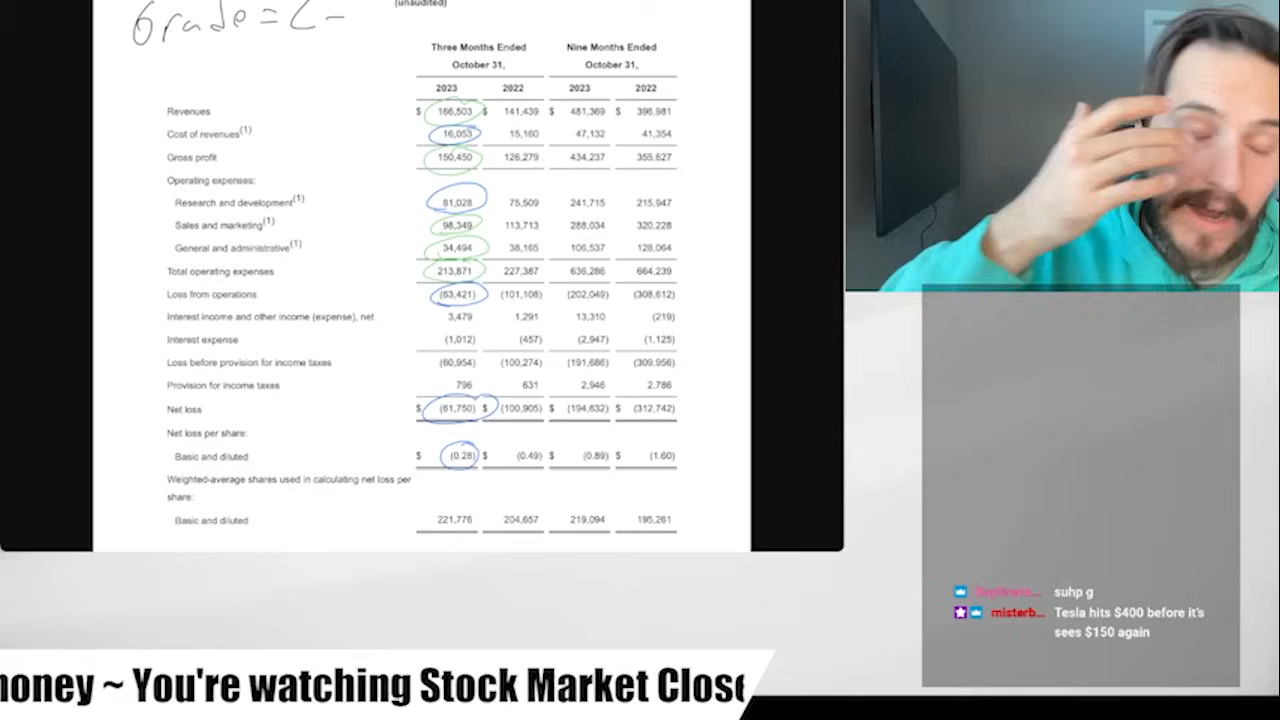 Grade = C-
(unaudited)
Three Months Ended Nine Months Ended
October 31, October 31,
2023 2022 2023 2022
Revenues $ 166,503 $ 141,439 $ 481,369 $ 396,981
Cost of revenues(1) 16,053 15,160 47,132 41,354
Gross profit 150,450 126,279 434,237 355,627
Operating expenses:
Research and development(1) 81,028 75,509 241,715 215,947
Sales and marketing(1) 98,349 113,713 288,034 320,228
General and administrative(1) 34,494 38,165 106,537 128,064
Total operating expenses 213,871 227,387 636,286 664,239
Loss from operations (63,421) (101,108) (202,049) (308,612)
Interest income and other income (expense), net 3,479 1,291 13,310 (219)
Interest expense (1,012) (457) (2,947) (1,125)
Loss before provision for income taxes (60,954) (100,274) (191,686) (309,956)
Provision for income taxes 796 631 2,946 2,786
Net loss $ (61,750) $ (100,905) $ (194,632) $ (312,742)
Net loss per share:
Basic and diluted $ (0.28) $ (0.49) $ (0.89) $ (1.60)
Weighted-average shares used in calculating net loss per
share:
Basic and diluted 221,776 204,657 219,094 195,261
suhp g
misterb... Tesla hits $400 before it's
sees $150 again
money ~ You're watching Stock Market Close